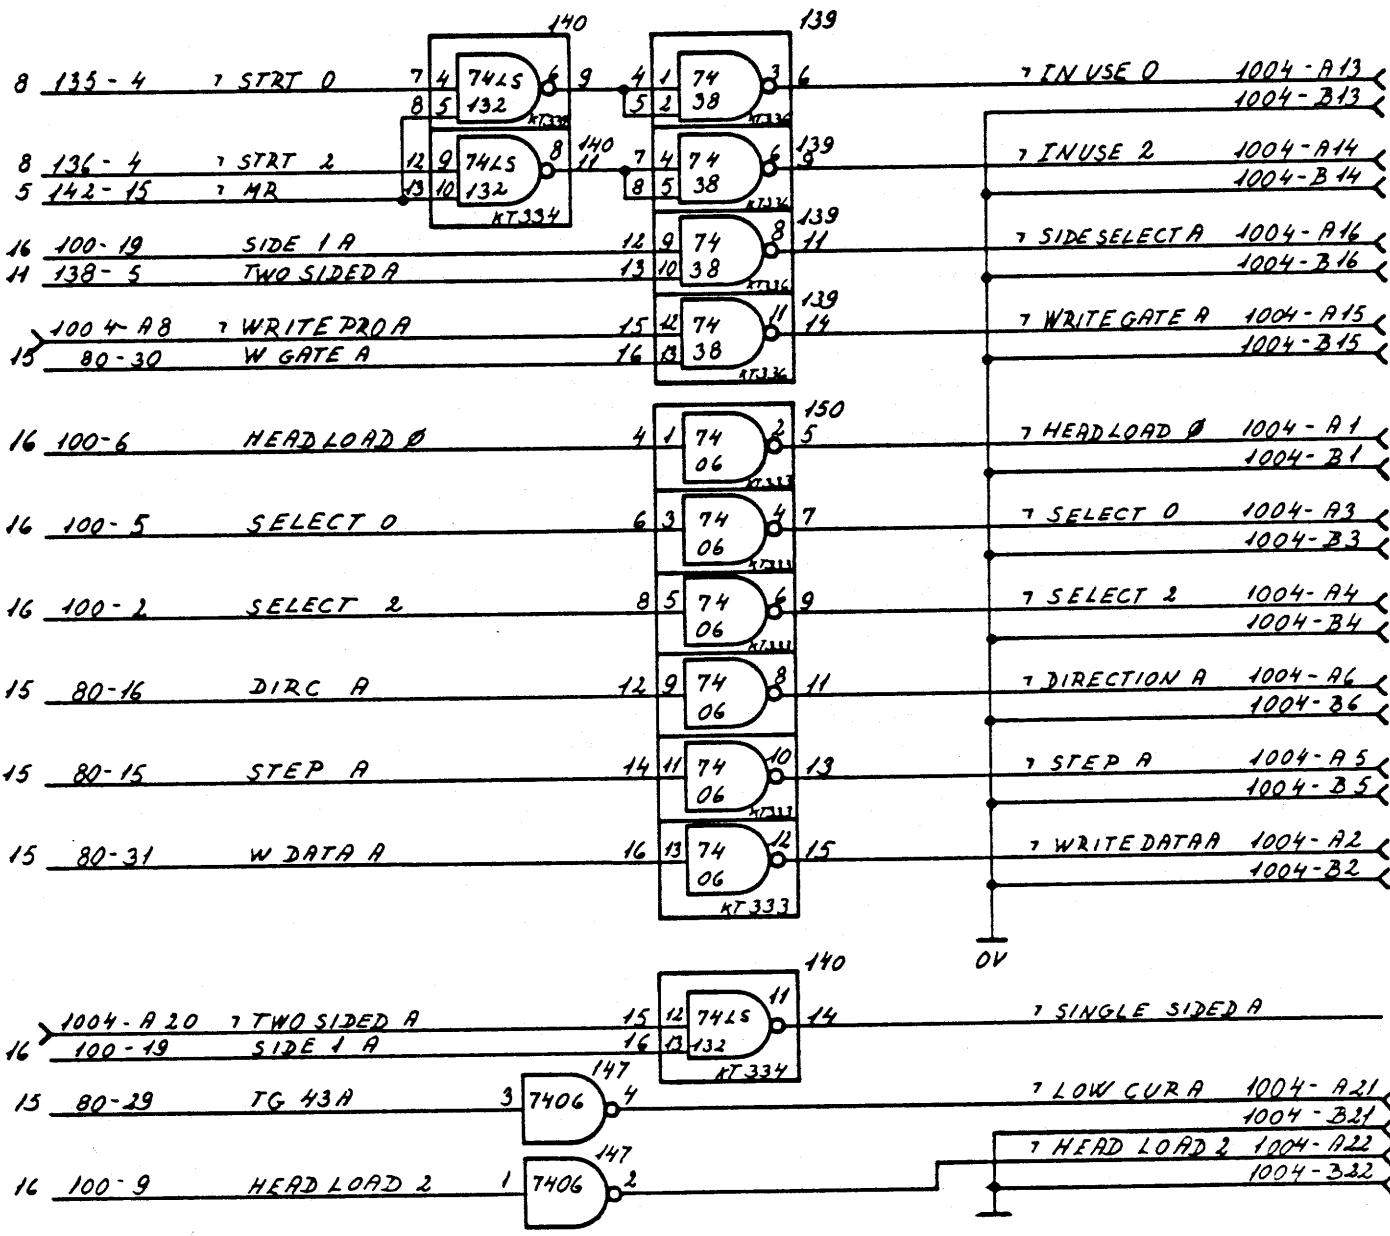 140 139
8 135-4 ¬ STRT 0 7 4 74LS 6 9 4 1 74 3 6 ¬ IN USE 0 1004-A13
8 5 132 5 2 38 1004-B13
KT336
8 136-4 ¬ STRT 2 12 9 74LS 8 140 11 7 4 74 6 139 9 ¬ IN USE 2 1004-A14
5 142-15 ¬ MR 13 10 132 8 5 38 1004-B14
KT334 KT336
16 100-19 SIDE 1 A 12 9 74 8 139 11 ¬ SIDE SELECT A 1004-A16
11 138-5 TWO SIDED A 13 10 38 1004-B16
KT336
1004-A8 ¬ WRITE PRO A 15 12 74 11 139 14 ¬ WRITE GATE A 1004-A15
15 80-30 W GATE A 16 13 38 1004-B15
KT336
150
16 100-6 HEAD LOAD Ø 4 1 74 2 5 ¬ HEAD LOAD Ø 1004-A1
06 1004-B1
KT333
16 100-5 SELECT 0 6 3 74 4 7 ¬ SELECT 0 1004-A3
06 1004-B3
KT333
16 100-2 SELECT 2 8 5 74 6 9 ¬ SELECT 2 1004-A4
06 1004-B4
KT333
15 80-16 DIRC A 12 9 74 8 11 ¬ DIRECTION A 1004-A6
06 1004-B6
15 80-15 STEP A 14 11 74 10 13 ¬ STEP A 1004-A5
06 1004-B5
KT333
15 80-31 W DATA A 16 13 74 12 15 ¬ WRITE DATA A 1004-A2
06 1004-B2
KT333
0V
140
1004-A20 ¬ TWO SIDED A 15 12 74LS 11 14 ¬ SINGLE SIDED A
16 100-19 SIDE 1 A 16 13 132
KT334
147
15 80-29 TG 43A 3 7406 4 ¬ LOW CUR A 1004-A21
1004-B21
147 ¬ HEAD LOAD 2 1004-A22
16 100-9 HEAD LOAD 2 1 7406 2 1004-B22